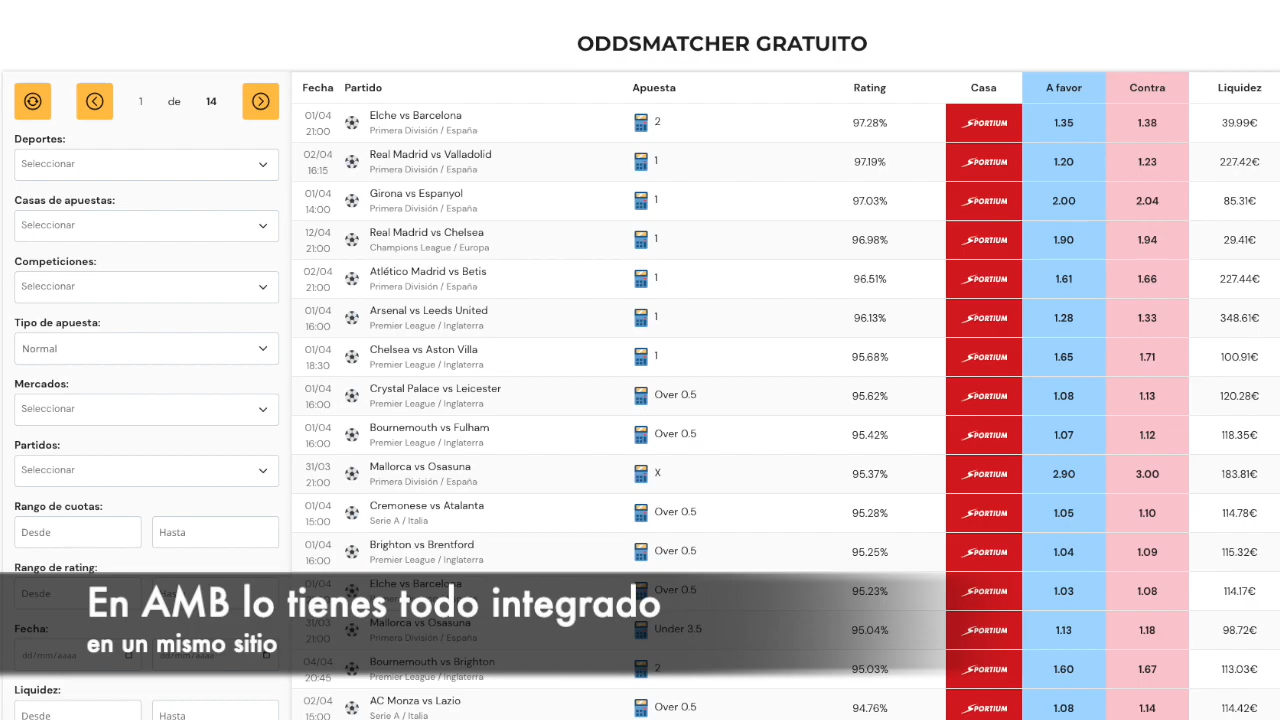 ODDSMATCHER GRATUITO
1 de 14
Deportes:
Seleccionar
Casas de apuestas:
Seleccionar
Competiciones:
Seleccionar
Tipo de apuesta:
Normal
Mercados:
Seleccionar
Partidos:
Seleccionar
Rango de cuotas:
Desde Hasta
Rango de rating:
Desde
Fecha:
dd/mm/aaaa dd/mm/aaaa
Liquidez:
Desde Hasta
Fecha Partido Apuesta Rating Casa A favor Contra Liquidez
01/04 21:00 Elche vs Barcelona 2 97.28% SPORTIUM 1.35 1.38 39.19€
Primera División / España
02/04 16:15 Real Madrid vs Valladolid 1 97.19% SPORTIUM 1.20 1.23 227.42€
Primera División / España
01/04 14:00 Girona vs Espanyol 1 97.03% SPORTIUM 2.00 2.04 85.31€
Primera División / España
12/04 21:00 Real Madrid vs Chelsea 1 96.98% SPORTIUM 1.90 1.94 29.41€
Champions League / Europa
02/04 21:00 Atlético Madrid vs Betis 1 96.51% SPORTIUM 1.61 1.66 227.44€
Primera División / España
01/04 16:00 Arsenal vs Leeds United 1 96.13% SPORTIUM 1.28 1.33 348.61€
Premier League / Inglaterra
01/04 18:30 Chelsea vs Aston Villa 1 95.68% SPORTIUM 1.65 1.71 100.91€
Premier League / Inglaterra
01/04 16:00 Crystal Palace vs Leicester Over 0.5 95.62% SPORTIUM 1.08 1.13 120.28€
Premier League / Inglaterra
01/04 16:00 Bournemouth vs Fulham Over 0.5 95.42% SPORTIUM 1.07 1.12 118.35€
Premier League / Inglaterra
31/03 21:00 Mallorca vs Osasuna X 95.37% SPORTIUM 2.90 3.00 183.81€
Primera División / España
01/04 15:00 Cremonese vs Atalanta Over 0.5 95.28% SPORTIUM 1.05 1.10 114.78€
Serie A / Italia
01/04 16:00 Brighton vs Brentford Over 0.5 95.25% SPORTIUM 1.04 1.09 115.32€
Premier League / Inglaterra
01/04 Elche vs Barcelona Over 0.5 95.23% SPORTIUM 1.03 1.08 114.17€
31/03 21:00 Mallorca vs Osasuna Under 3.5 95.04% SPORTIUM 1.13 1.18 98.72€
Primera División / España
04/04 20:45 Bournemouth vs Brighton 2 95.03% SPORTIUM 1.60 1.67 113.03€
Premier League / Inglaterra
02/04 15:00 AC Monza vs Lazio Over 0.5 94.76% SPORTIUM 1.08 1.14 114.42€
Serie A / Italia
En AMB lo tienes todo integrado
en un mismo sitio